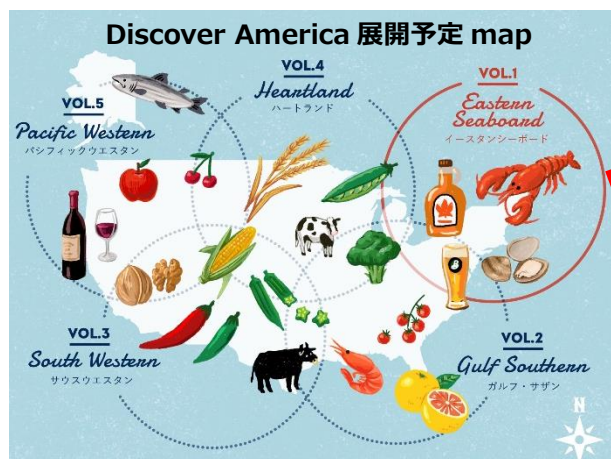 Discover America 展開予定 map
VOL.4
Heartland
ハートランド
VOL.1
Eastern
Seaboard
イースタンシーボード
VOL.5
Pacific Western
パシフィックウエスタン
VOL.3
South Western
サウスウエスタン
VOL.2
Gulf Southern
ガルフ・サザン
N